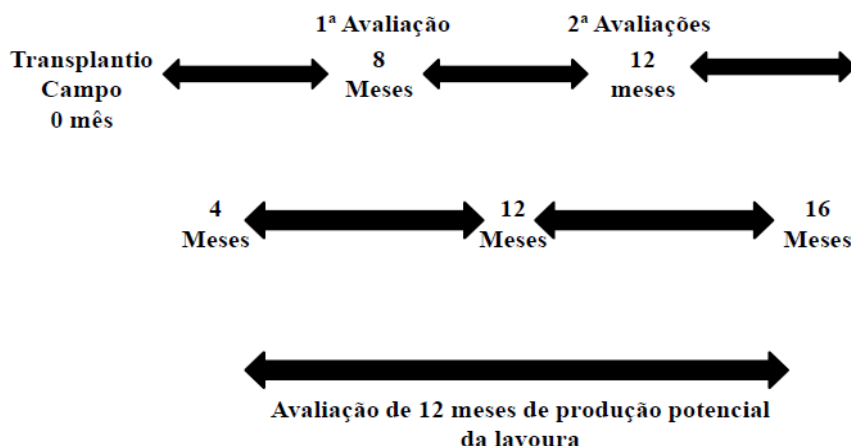 1ª Avaliação
2ª Avaliações
Transplantio
Campo
0 mês
8
Meses
12
meses
4
Meses
12
Meses
16
Meses
Avaliação de 12 meses de produção potencial
da lavoura